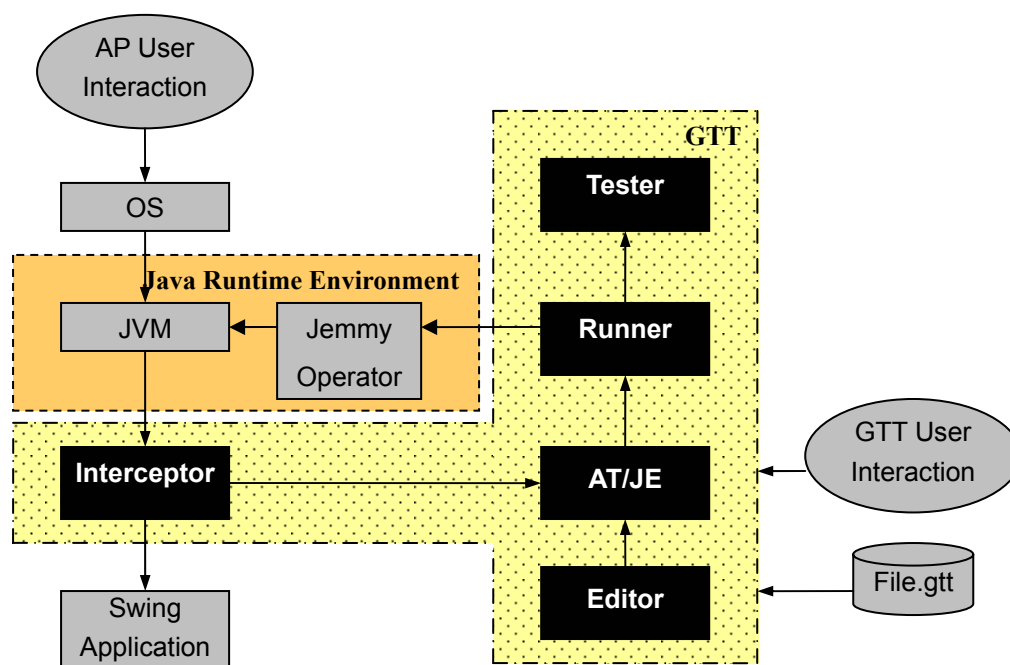 AP User
Interaction
GTT
Tester
OS
Java Runtime Environment
JVM
Jemmy
Operator
Runner
Interceptor
AT/JE
GTT User
Interaction
Editor
File.gtt
Swing
Application